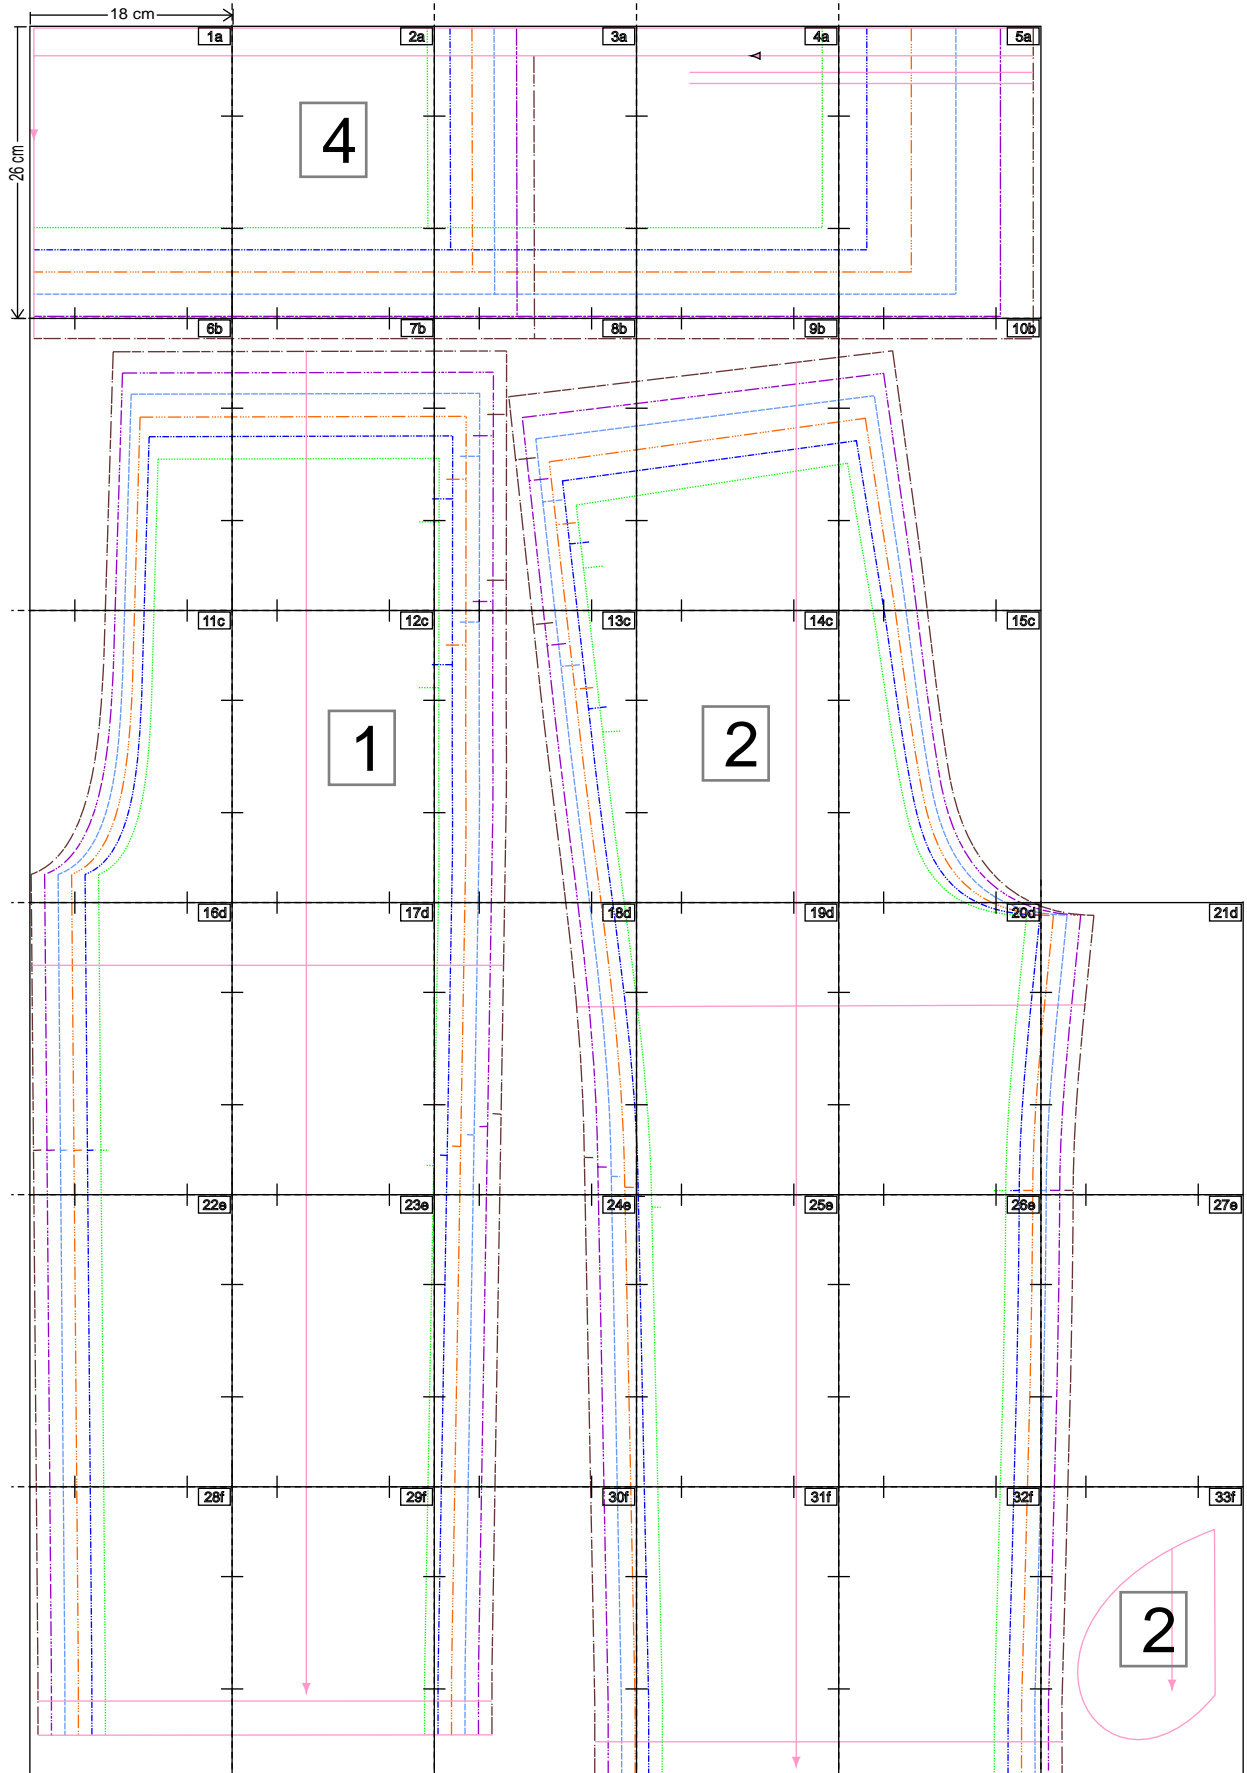 18 cm
1a 2a 3a 4a 5a
26 cm
4
6b 7b 8b 9b 10b
11c 12c 13c 14c 15c
1 2
16d 17d 18d 19d 20d 21d
22e 23e 24e 25e 26e 27e
28f 29f 30f 31f 32f 33f
2